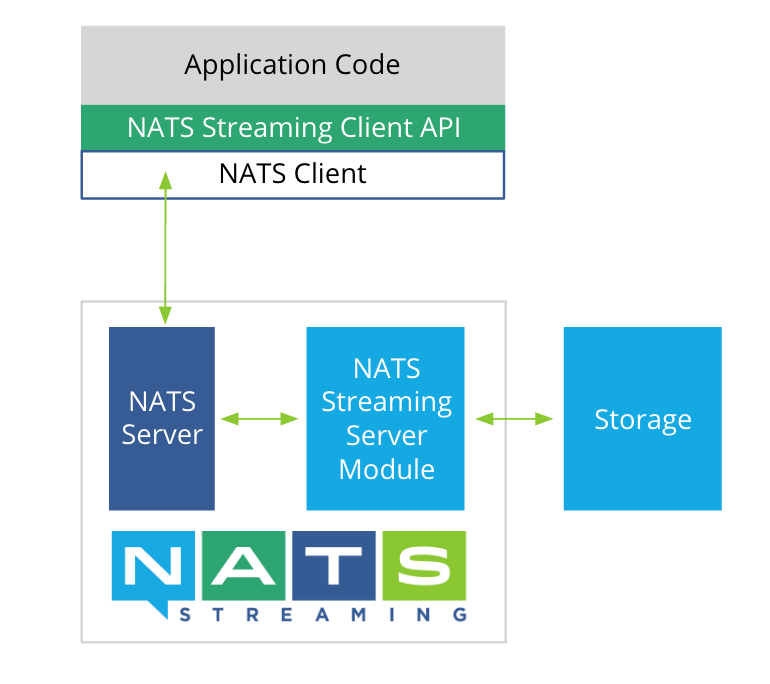 Application Code
NATS Streaming Client API
NATS Client
NATS
Server
NATS
Streaming
Server
Module
Storage
NATS
STREAMING